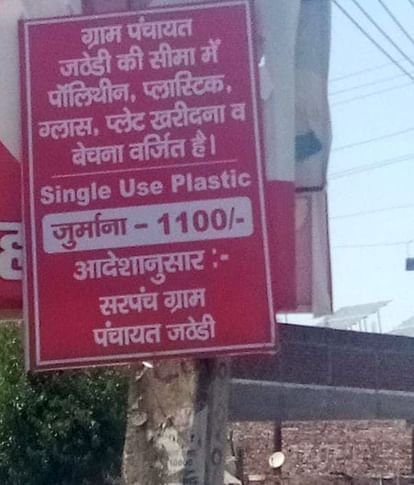 ग्राम पंचायत
जठेडी की सीमा में
पॉलिथीन, प्लास्टिक,
ग्लास, प्लेट खरीदना व
बेचना वर्जित है।
Single Use Plastic
जुर्माना - 1100/-
आदेशानुसार :-
सरपंच ग्राम
पंचायत जठेडी